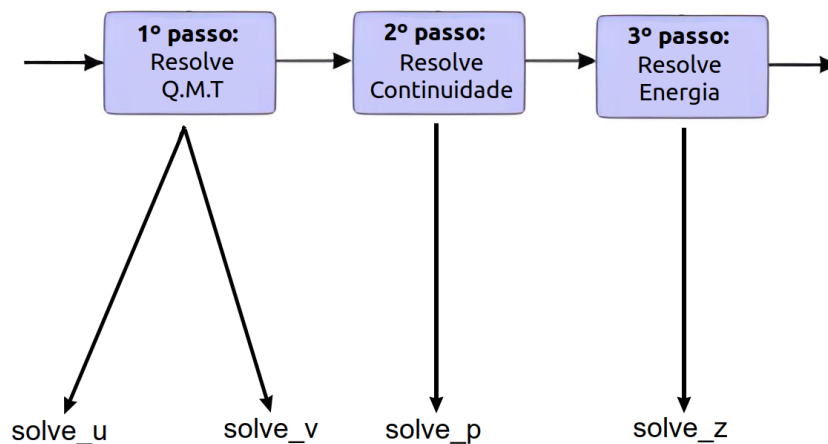 1º passo:
Resolve
Q.M.T
2º passo:
Resolve
Continuidade
3º passo:
Resolve
Energia
solve_u
solve_v
solve_p
solve_z